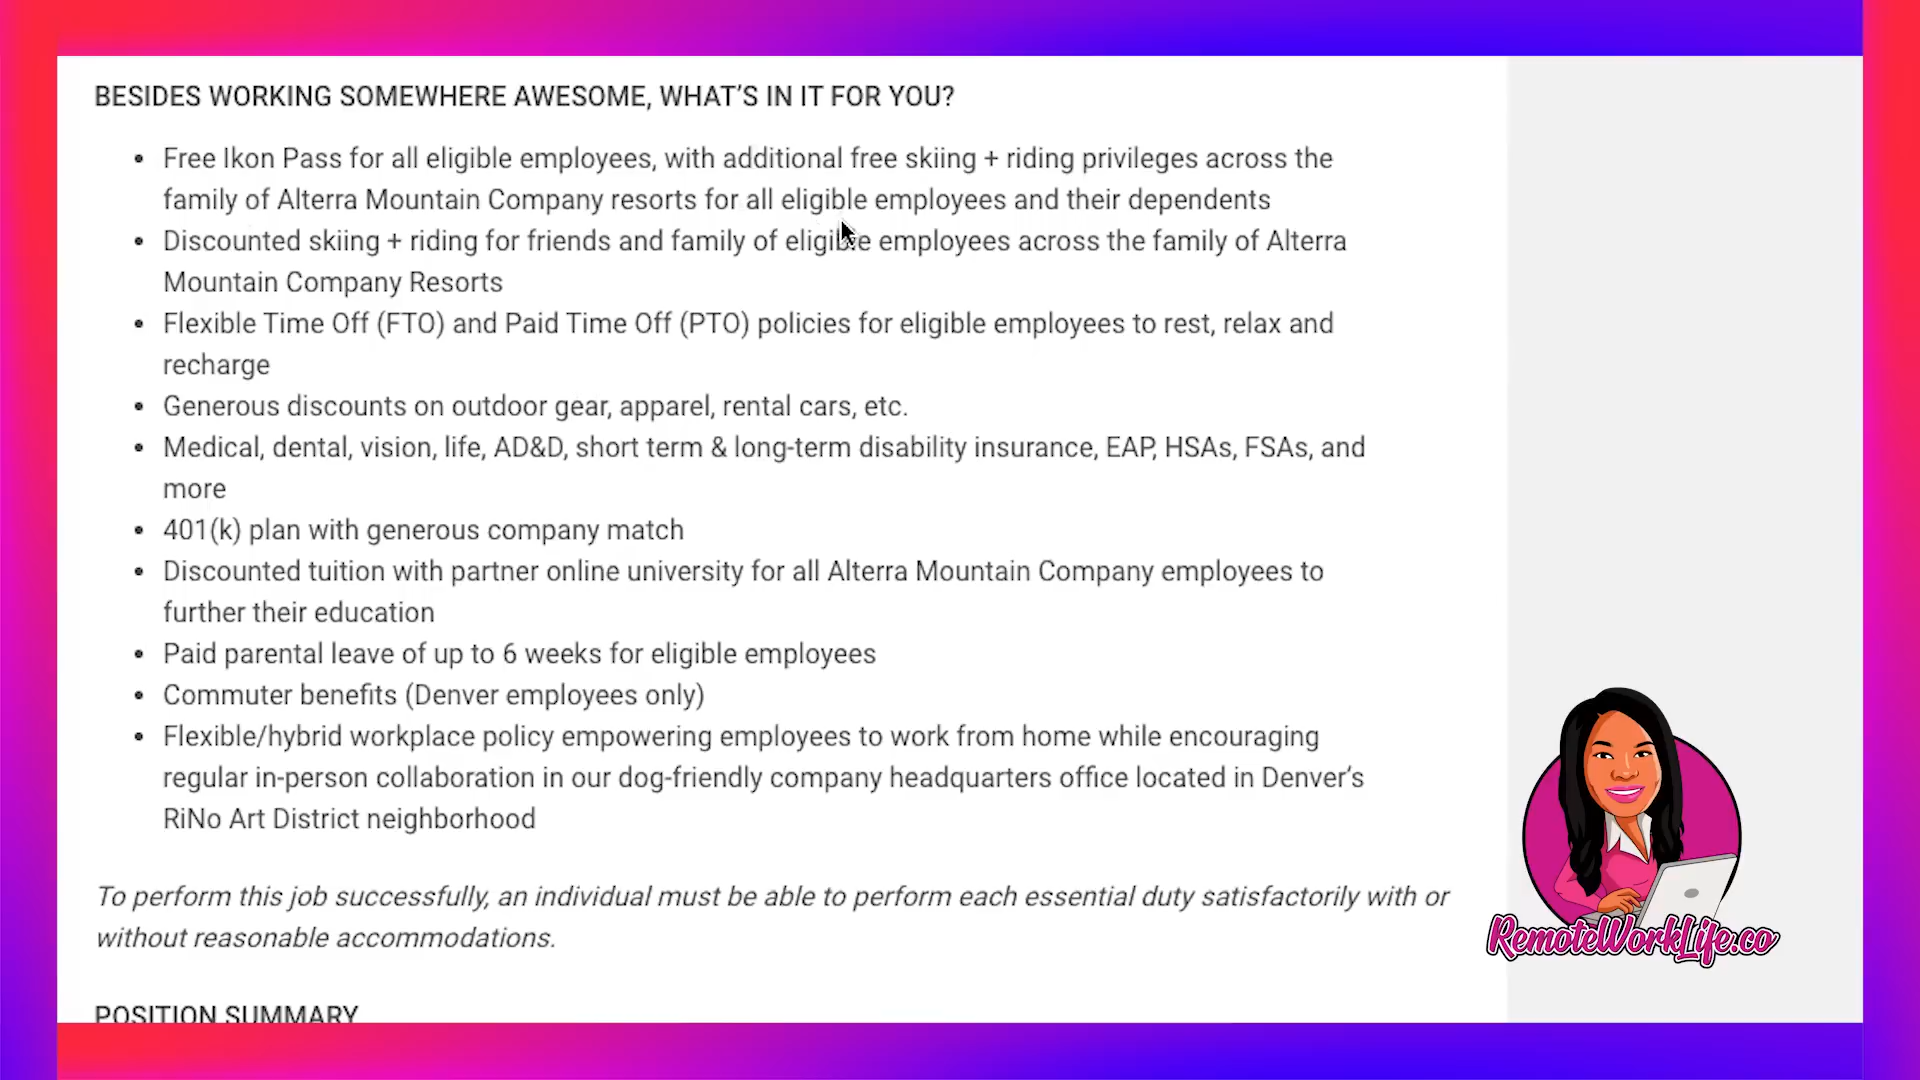 BESIDES WORKING SOMEWHERE AWESOME, WHAT’S IN IT FOR YOU?
• Free Ikon Pass for all eligible employees, with additional free skiing + riding privileges across the
family of Alterra Mountain Company resorts for all eligible employees and their dependents
• Discounted skiing + riding for friends and family of eligible employees across the family of Alterra
Mountain Company Resorts
• Flexible Time Off (FTO) and Paid Time Off (PTO) policies for eligible employees to rest, relax and
recharge
• Generous discounts on outdoor gear, apparel, rental cars, etc.
• Medical, dental, vision, life, AD&D, short term & long-term disability insurance, EAP, HSAs, FSAs, and
more
• 401(k) plan with generous company match
• Discounted tuition with partner online university for all Alterra Mountain Company employees to
further their education
• Paid parental leave of up to 6 weeks for eligible employees
• Commuter benefits (Denver employees only)
• Flexible/hybrid workplace policy empowering employees to work from home while encouraging
regular in-person collaboration in our dog-friendly company headquarters office located in Denver’s
RiNo Art District neighborhood
To perform this job successfully, an individual must be able to perform each essential duty satisfactorily with or
without reasonable accommodations.
POSITION SUMMARY
RemoteWorkLife.co